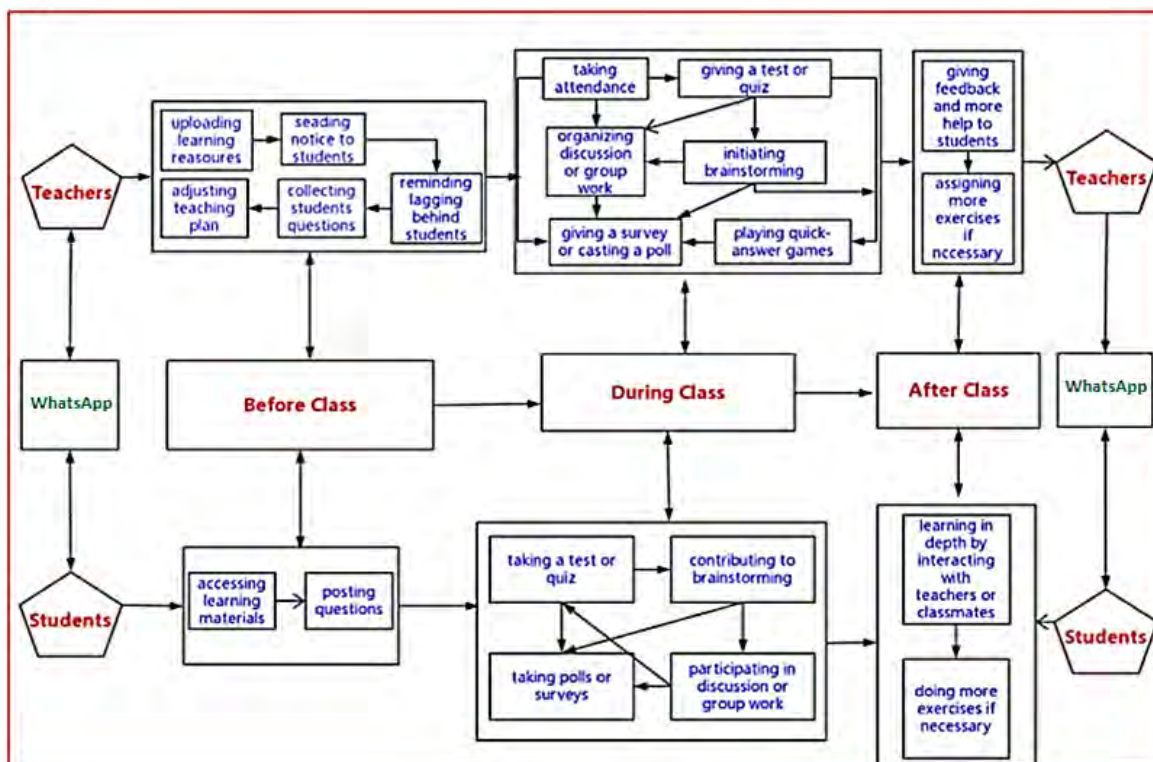 uploading
learning
reasoures
seading
notice to
students
reminding
lagging
behind
students
collecting
students
questions
adjusting
teaching
plan
taking
attendance
giving a test or
quiz
organizing
discussion
or group
work
initiating
brainstorming
giving a survey
or casting a poll
playing quick-
answer games
giving
feedback
and more
help to
students
assigning
more
exercises
if
nccessary
Teachers
Teachers
WhatsApp
Before Class
During Class
After Class
WhatsApp
Students
accessing
learning
materials
posting
questions
taking a test or
quiz
contributing to
brainstorming
taking polls or
surveys
participating in
discussion or
group work
learning in
depth by
interacting
with
teachers or
classmates
doing more
exercises if
necessary
Students